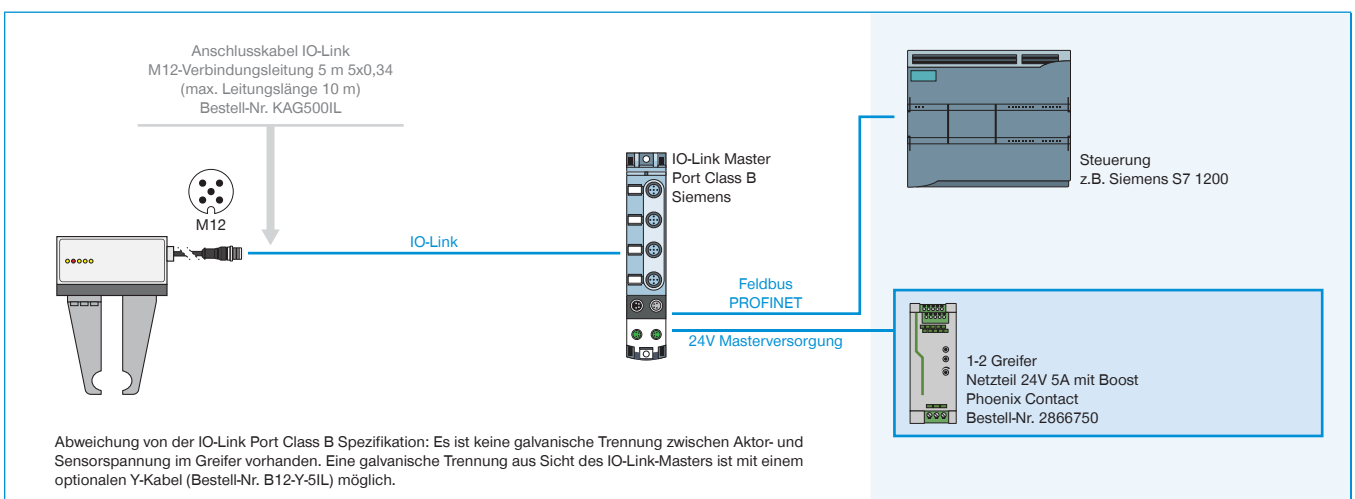 Anschlusskabel IO-Link
M12-Verbindungsleitung 5 m 5x0,34
(max. Leitungslänge 10 m)
Bestell-Nr. KAG500IL
M12
IO-Link
IO-Link Master
Port Class B
Siemens
Feldbus
PROFINET
24V Masterversorgung
Steuerung
z.B. Siemens S7 1200
1-2 Greifer
Netzteil 24V 5A mit Boost
Phoenix Contact
Bestell-Nr. 2866750
Abweichung von der IO-Link Port Class B Spezifikation: Es ist keine galvanische Trennung zwischen Aktor- und
Sensorspannung im Greifer vorhanden. Eine galvanische Trennung aus Sicht des IO-Link-Masters ist mit einem
optionalen Y-Kabel (Bestell-Nr. B12-Y-5IL) möglich.